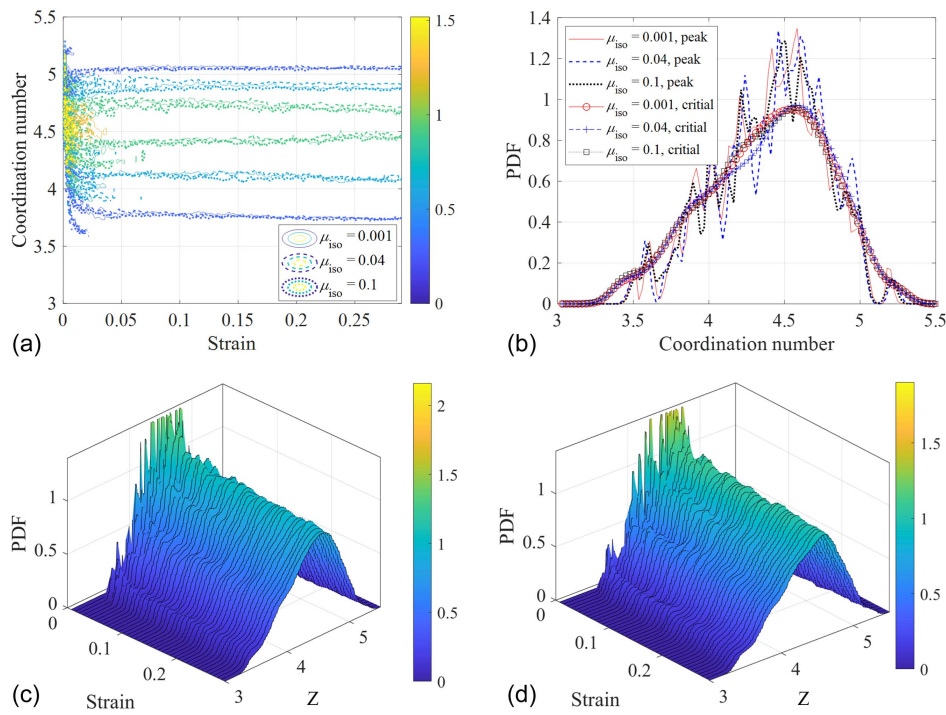 5.5
5
4.5
4
3.5
3
Coordination number
0 0.05 0.1 0.15 0.2 0.25
Strain
μiso = 0.001
μiso = 0.04
μiso = 0.1
1.5
1
0.5
0
(a)
1.4
1.2
1
0.8
0.6
0.4
0.2
0
PDF
μiso = 0.001, peak
μiso = 0.04, peak
μiso = 0.1, peak
μiso = 0.001, critial
μiso = 0.04, critial
μiso = 0.1, critial
3.0 3.5 4 4.5 5 5.5
Coordination number
(b)
PDF
1
0.5
0
0
0.1
0.2
Strain
3
4
5
Z
2
1.5
1
0.5
0
(c)
PDF
1
0.5
0
0
0.1
0.2
Strain
3
4
5
Z
1.5
1
0.5
0
(d)